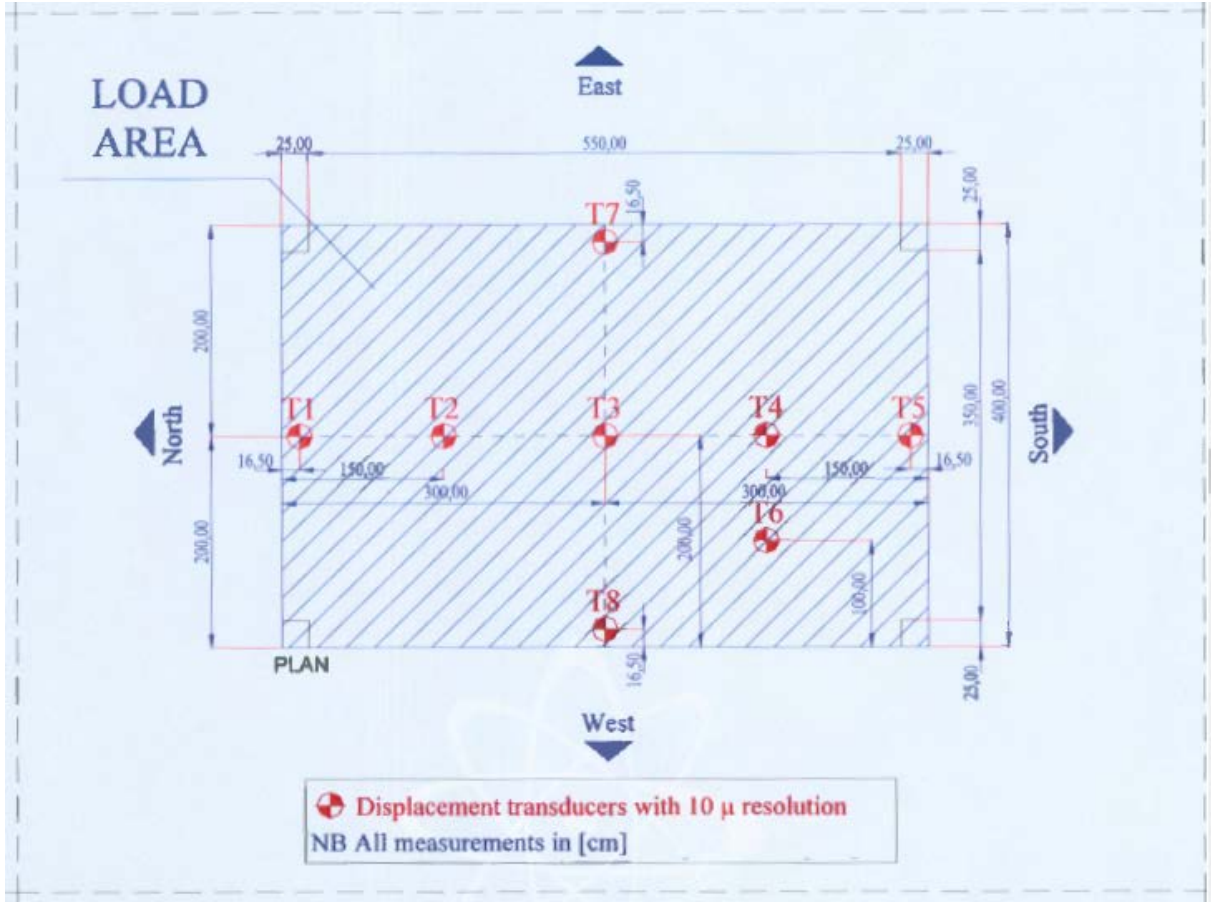 East
LOAD
AREA
25,00
550,00
25,00
25,00
16,50
T7
200,00
T1
T2
T3
T4
T5
North
South
350,00
400,00
16,50
150,00
150,00
16,50
300,00
300,00
T6
200,00
200,00
100,00
T8
PLAN
16,50
25,00
West
Displacement transducers with 10 μ resolution
NB All measurements in [cm]